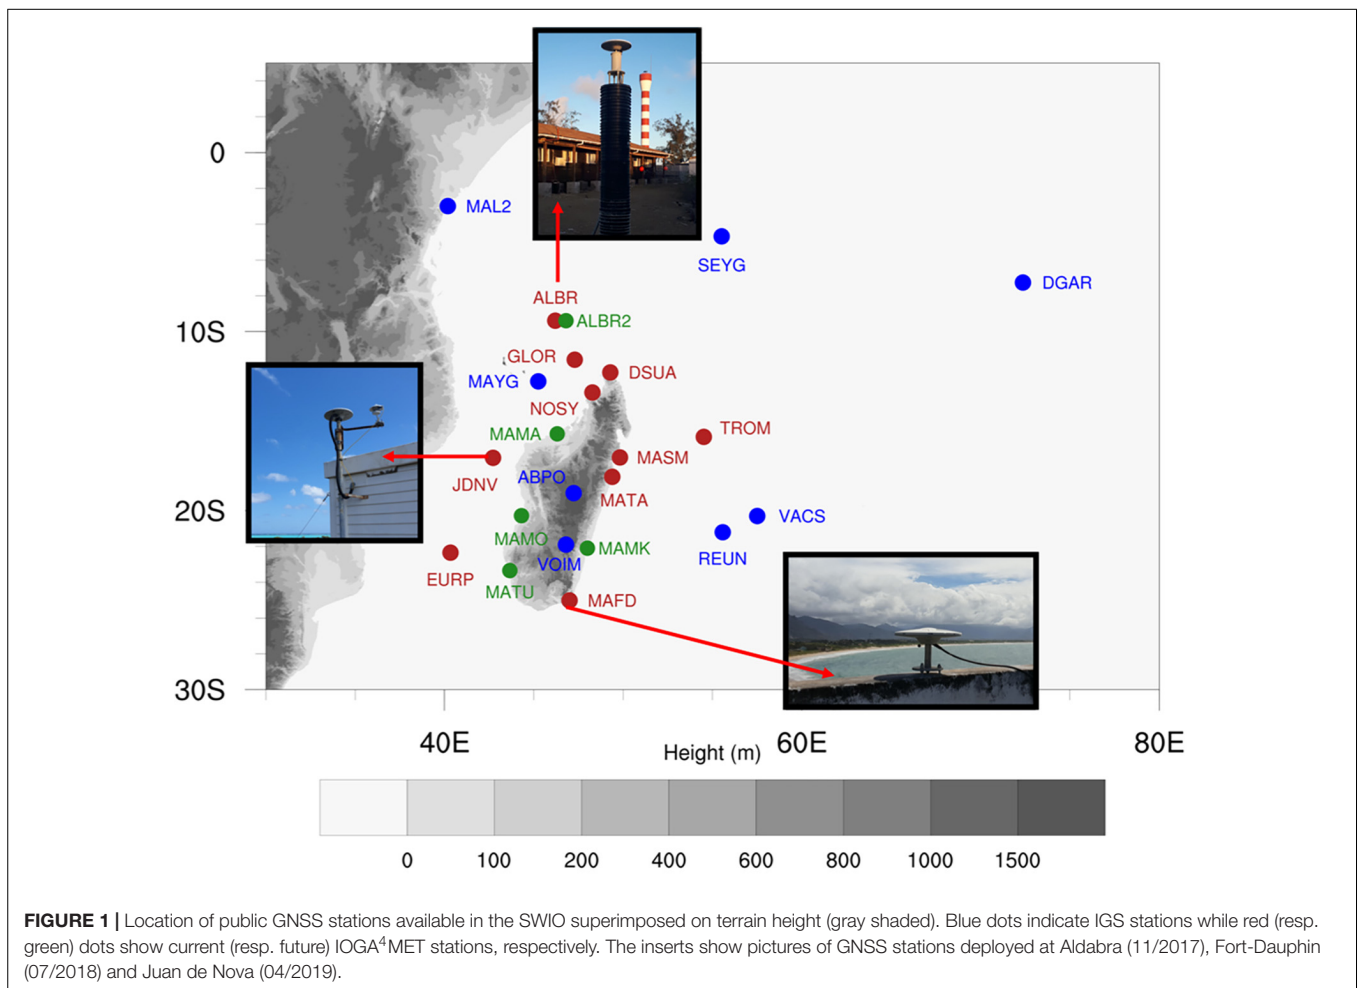 0
10S
20S
30S
MAL2
SEYG
DGAR
ALBR
ALBR2
GLOR
DSUA
MAYG
NOSY
MAMA
TROM
MASM
JDNV
ABPO
MATA
MAMO
VACS
EURP
VOIM
MAMK
REUN
MATU
MAFD
40E
60E
80E
Height (m)
0 100 200 400 600 800 1000 1500
FIGURE 1 | Location of public GNSS stations available in the SWIO superimposed on terrain height (gray shaded). Blue dots indicate IGS stations while red (resp.
green) dots show current (resp. future) IOGA⁴MET stations, respectively. The inserts show pictures of GNSS stations deployed at Aldabra (11/2017), Fort-Dauphin
(07/2018) and Juan de Nova (04/2019).